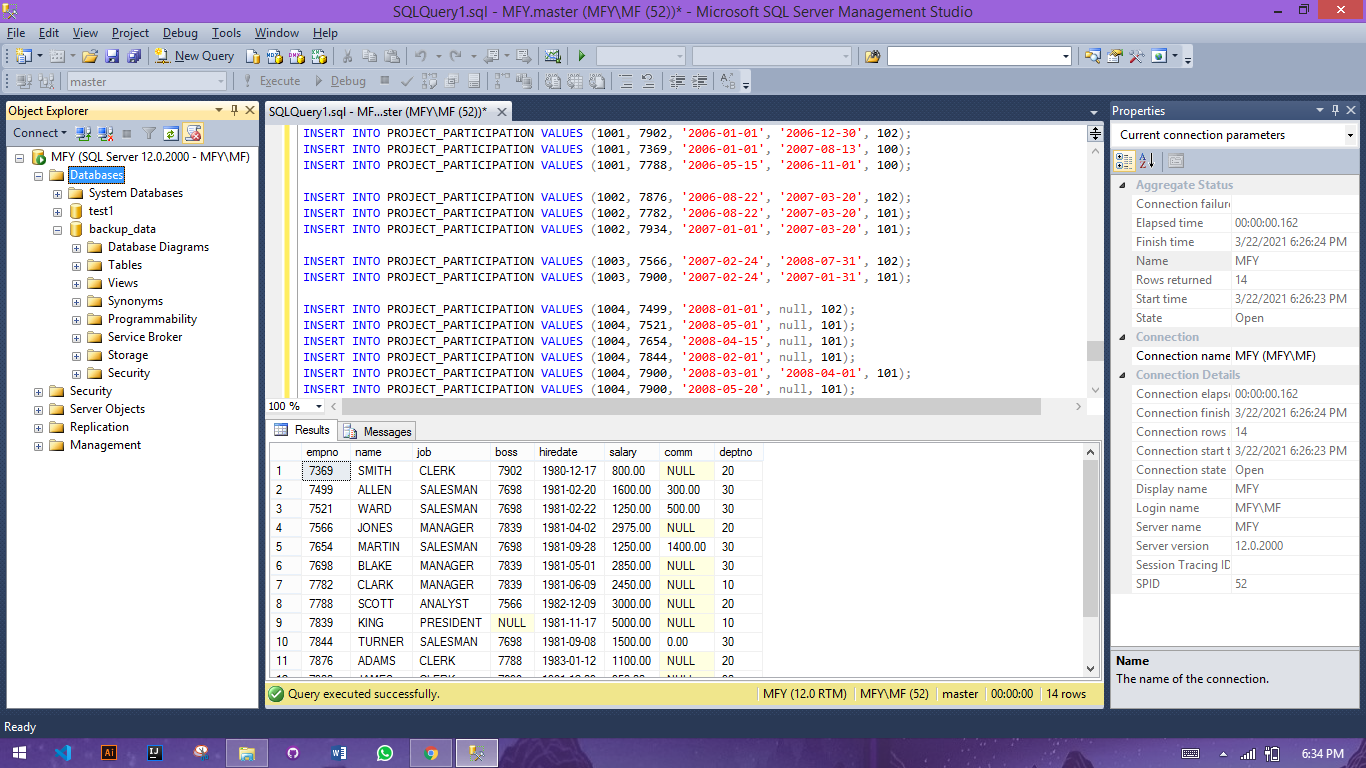 SQLQuery1.sql - MFY.master (MFY\MF (52))* - Microsoft SQL Server Management Studio
File Edit View Project Debug Tools Window Help
New Query
master Execute Debug
Object Explorer
Connect
MFY (SQL Server 12.0.2000 - MFY\MF)
Databases
System Databases
test1
backup_data
Database Diagrams
Tables
Views
Synonyms
Programmability
Service Broker
Storage
Security
Security
Server Objects
Replication
Management
SQLQuery1.sql - MF...ster (MFY\MF (52))*
INSERT INTO PROJECT_PARTICIPATION VALUES (1001, 7902, '2006-01-01', '2006-12-30', 102);
INSERT INTO PROJECT_PARTICIPATION VALUES (1001, 7369, '2006-01-01', '2007-08-13', 100);
INSERT INTO PROJECT_PARTICIPATION VALUES (1001, 7788, '2006-05-15', '2006-11-01', 100);
INSERT INTO PROJECT_PARTICIPATION VALUES (1002, 7876, '2006-08-22', '2007-03-20', 102);
INSERT INTO PROJECT_PARTICIPATION VALUES (1002, 7782, '2006-08-22', '2007-03-20', 101);
INSERT INTO PROJECT_PARTICIPATION VALUES (1002, 7934, '2007-01-01', '2007-03-20', 101);
INSERT INTO PROJECT_PARTICIPATION VALUES (1003, 7566, '2007-02-24', '2008-07-31', 102);
INSERT INTO PROJECT_PARTICIPATION VALUES (1003, 7900, '2007-02-24', '2007-01-31', 101);
INSERT INTO PROJECT_PARTICIPATION VALUES (1004, 7499, '2008-01-01', null, 102);
INSERT INTO PROJECT_PARTICIPATION VALUES (1004, 7521, '2008-05-01', null, 101);
INSERT INTO PROJECT_PARTICIPATION VALUES (1004, 7654, '2008-04-15', null, 101);
INSERT INTO PROJECT_PARTICIPATION VALUES (1004, 7844, '2008-02-01', null, 101);
INSERT INTO PROJECT_PARTICIPATION VALUES (1004, 7900, '2008-03-01', '2008-04-01', 101);
INSERT INTO PROJECT_PARTICIPATION VALUES (1004, 7900, '2008-05-20', null, 101);
100 %
Results Messages
empno name job boss hiredate salary comm deptno
1 7369 SMITH CLERK 7902 1980-12-17 800.00 NULL 20
2 7499 ALLEN SALESMAN 7698 1981-02-20 1600.00 300.00 30
3 7521 WARD SALESMAN 7698 1981-02-22 1250.00 500.00 30
4 7566 JONES MANAGER 7839 1981-04-02 2975.00 NULL 20
5 7654 MARTIN SALESMAN 7698 1981-09-28 1250.00 1400.00 30
6 7698 BLAKE MANAGER 7839 1981-05-01 2850.00 NULL 30
7 7782 CLARK MANAGER 7839 1981-06-09 2450.00 NULL 10
8 7788 SCOTT ANALYST 7566 1982-12-09 3000.00 NULL 20
9 7839 KING PRESIDENT NULL 1981-11-17 5000.00 NULL 10
10 7844 TURNER SALESMAN 7698 1981-09-08 1500.00 0.00 30
11 7876 ADAMS CLERK 7788 1983-01-12 1100.00 NULL 20
Query executed successfully. MFY (12.0 RTM) MFY\MF (52) master 00:00:00 14 rows
Properties
Current connection parameters
Aggregate Status
Connection failure
Elapsed time 00:00:00.162
Finish time 3/22/2021 6:26:24 PM
Name MFY
Rows returned 14
Start time 3/22/2021 6:26:23 PM
State Open
Connection
Connection name MFY (MFY\MF)
Connection Details
Connection elaps 00:00:00.162
Connection finish 3/22/2021 6:26:24 PM
Connection rows 14
Connection start t 3/22/2021 6:26:23 PM
Connection state Open
Display name MFY
Login name MFY\MF
Server name MFY
Server version 12.0.2000
Session Tracing ID
SPID 52
Name
The name of the connection.
Ready
6:34 PM